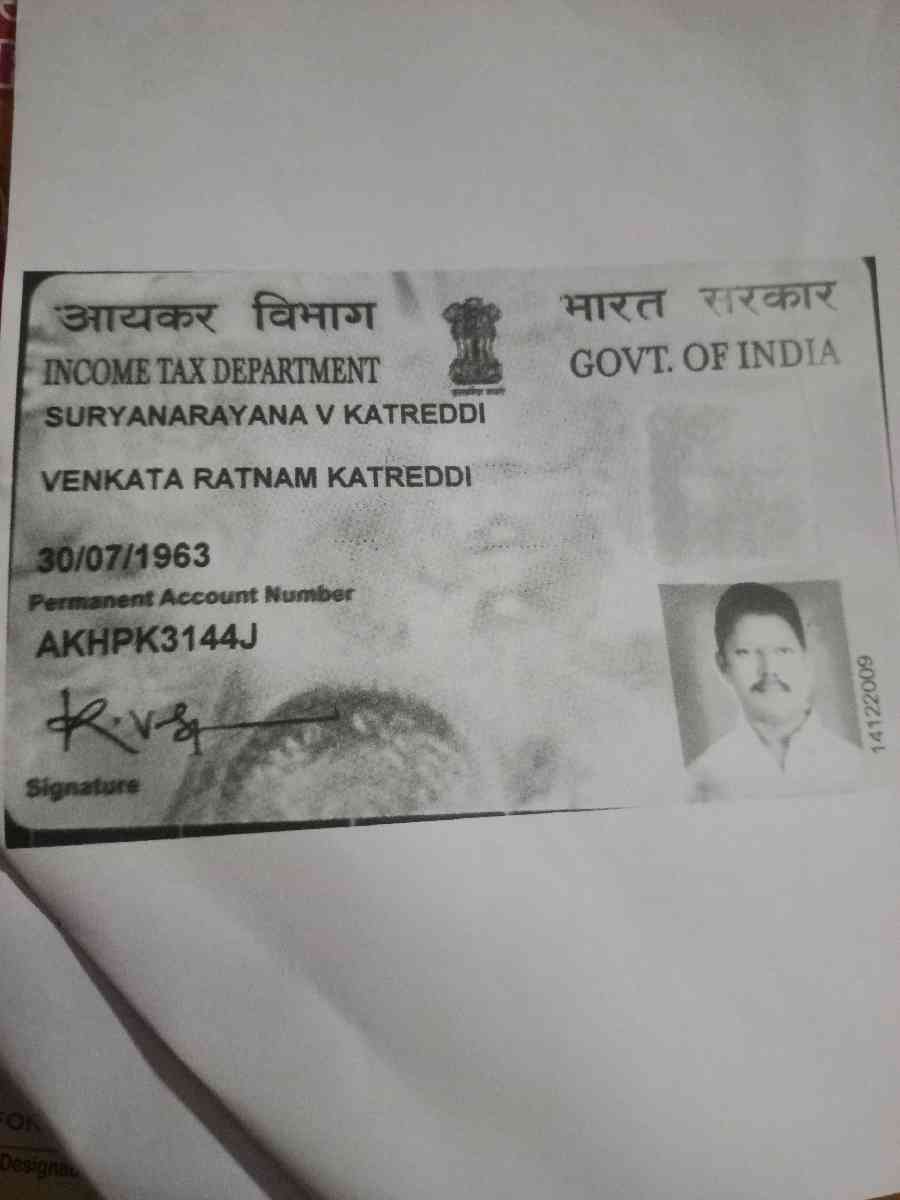 आयकर विभाग
भारत सरकार
INCOME TAX DEPARTMENT
GOVT. OF INDIA
SURYANARAYANA V KATREDDI
VENKATA RATNAM KATREDDI
30/07/1963
Permanent Account Number
AKHPK3144J
Signature
14122009